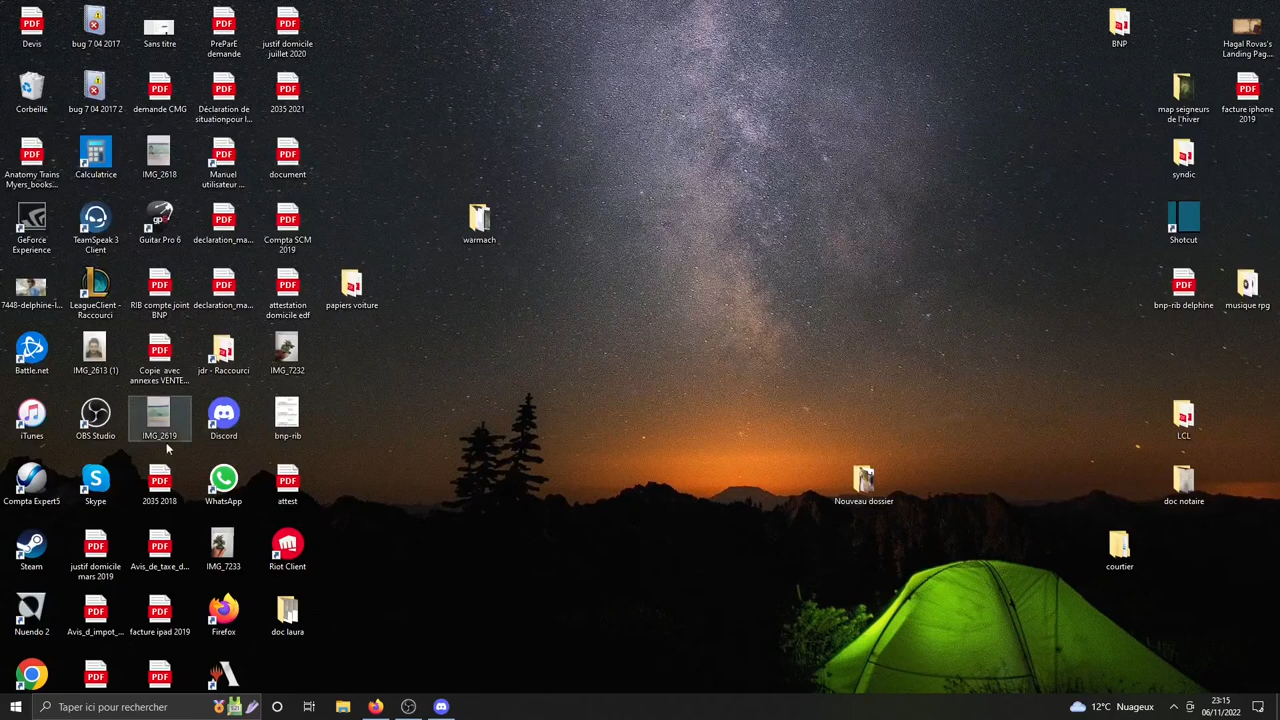 Devis
bug 7 04 2017
Sans titre
PreParE
demande
justif domicile
juillet 2020
BNP
Hagal Rovas's
Landing Pag...
Corbeille
bug 7 04 2017 2
demande CMG
Déclaration de
situationpour l...
2035 2021
map seigneurs
de l'hiver
facture iphone
2019
Anatomy Trains
Myers_books...
Calculatrice
IMG_2618
Manuel
utilisateur ...
document
syndic
GeForce
Experience
TeamSpeak 3
Client
Guitar Pro 6
declaration_ma...
Compta SCM
2019
warmach
shotcut
7448-delphine-l...
LeagueClient -
Raccourci
RIB compte joint
BNP
declaration_ma...
attestation
domicile edf
papiers voiture
bnp-rib delphine
musique rpg
Battle.net
IMG_2613 (1)
Copie avec
annexes VENTE...
jdr - Raccourci
IMG_7232
iTunes
OBS Studio
IMG_2619
Discord
bnp-rib
LCL
Compta Expert5
Skype
2035 2018
WhatsApp
attest
Nouveau dossier
doc notaire
Steam
justif domicile
mars 2019
Avis_de_taxe_d...
IMG_7233
Riot Client
courtier
Nuendo 2
Avis_d_impot_...
facture ipad 2019
Firefox
doc laura
Taper ici pour rechercher
Nuageux
23:15
06/11/2022